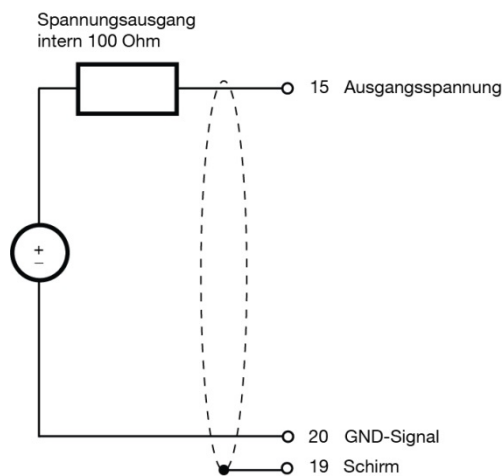 Spannungsausgang
intern 100 Ohm
15 Ausgangsspannung
+
−
20 GND-Signal
19 Schirm